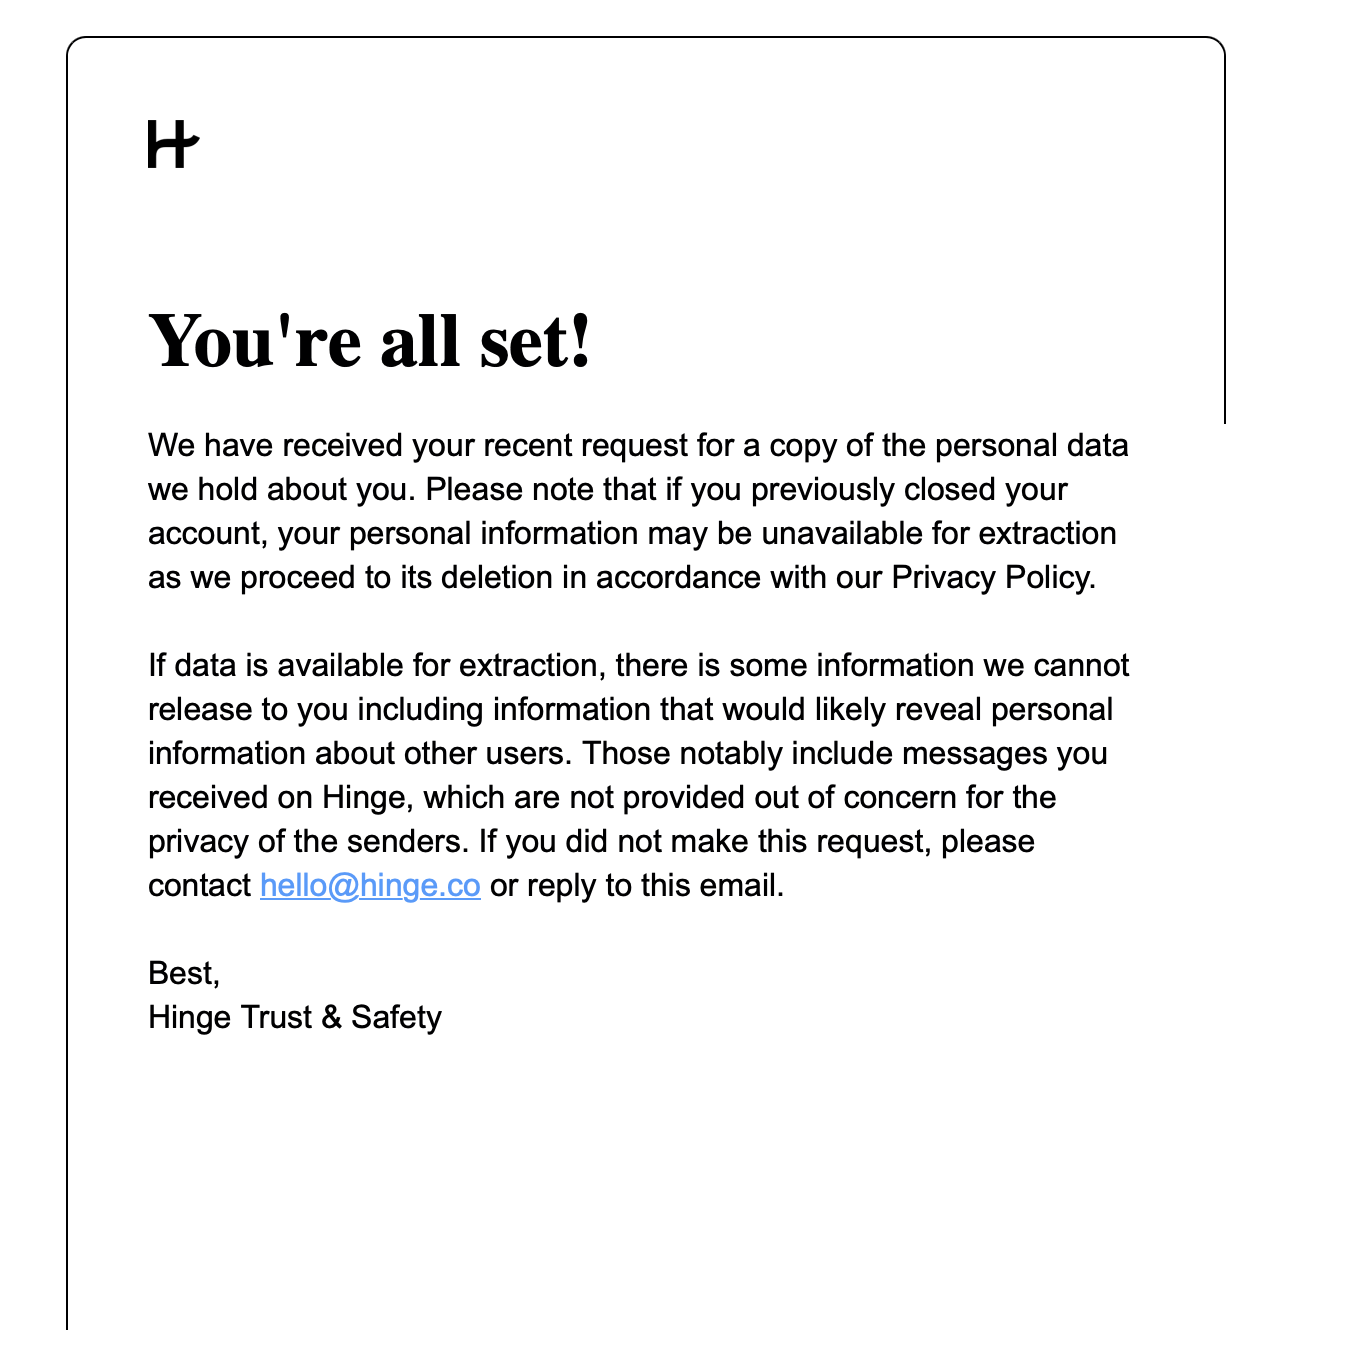 H
You're all set!
We have received your recent request for a copy of the personal data
we hold about you. Please note that if you previously closed your
account, your personal information may be unavailable for extraction
as we proceed to its deletion in accordance with our Privacy Policy.
If data is available for extraction, there is some information we cannot
release to you including information that would likely reveal personal
information about other users. Those notably include messages you
received on Hinge, which are not provided out of concern for the
privacy of the senders. If you did not make this request, please
contact hello@hinge.co or reply to this email.
Best,
Hinge Trust & Safety